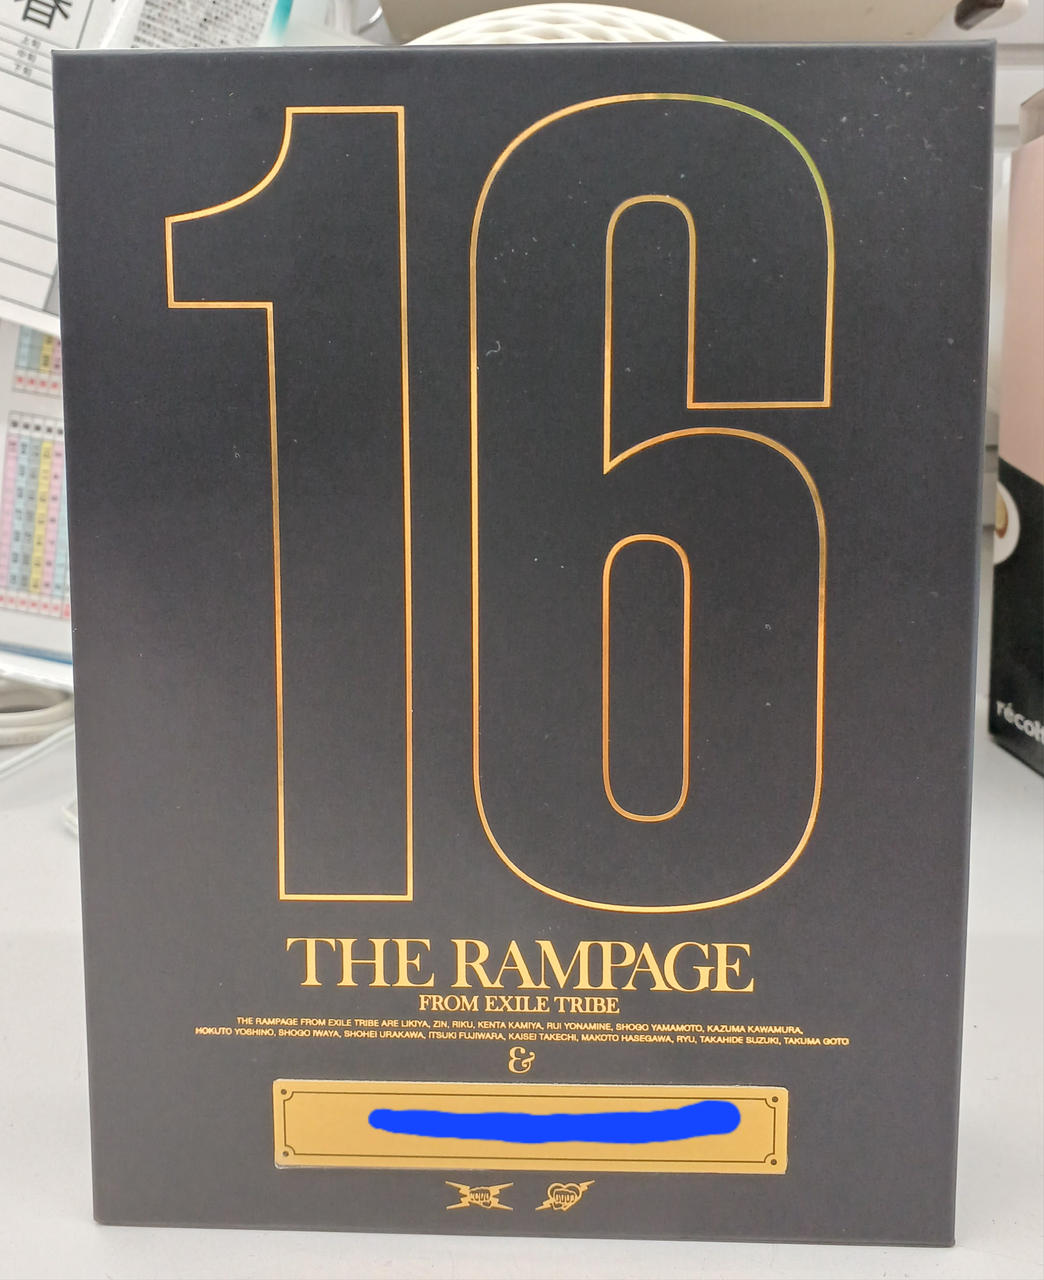 春
16
THE RAMPAGE
FROM EXILE TRIBE
THE RAMPAGE FROM EXILE TRIBE ARE LIKIYA, ZIN, RIKU, KENTA KAMIYA, RUI YONAMINE, SHOGO YAMAMOTO, KAZUMA KAWAMURA,
HOKUTO YOSHINO, SHOGO IWAYA, SHOHEI URAKAWA, ITSUKI FUJIWARA, KAISEI TAKECHI, MAKOTO HASEGAWA, RYU, TAKAHIDE SUZUKI, TAKUMA GOTO
&